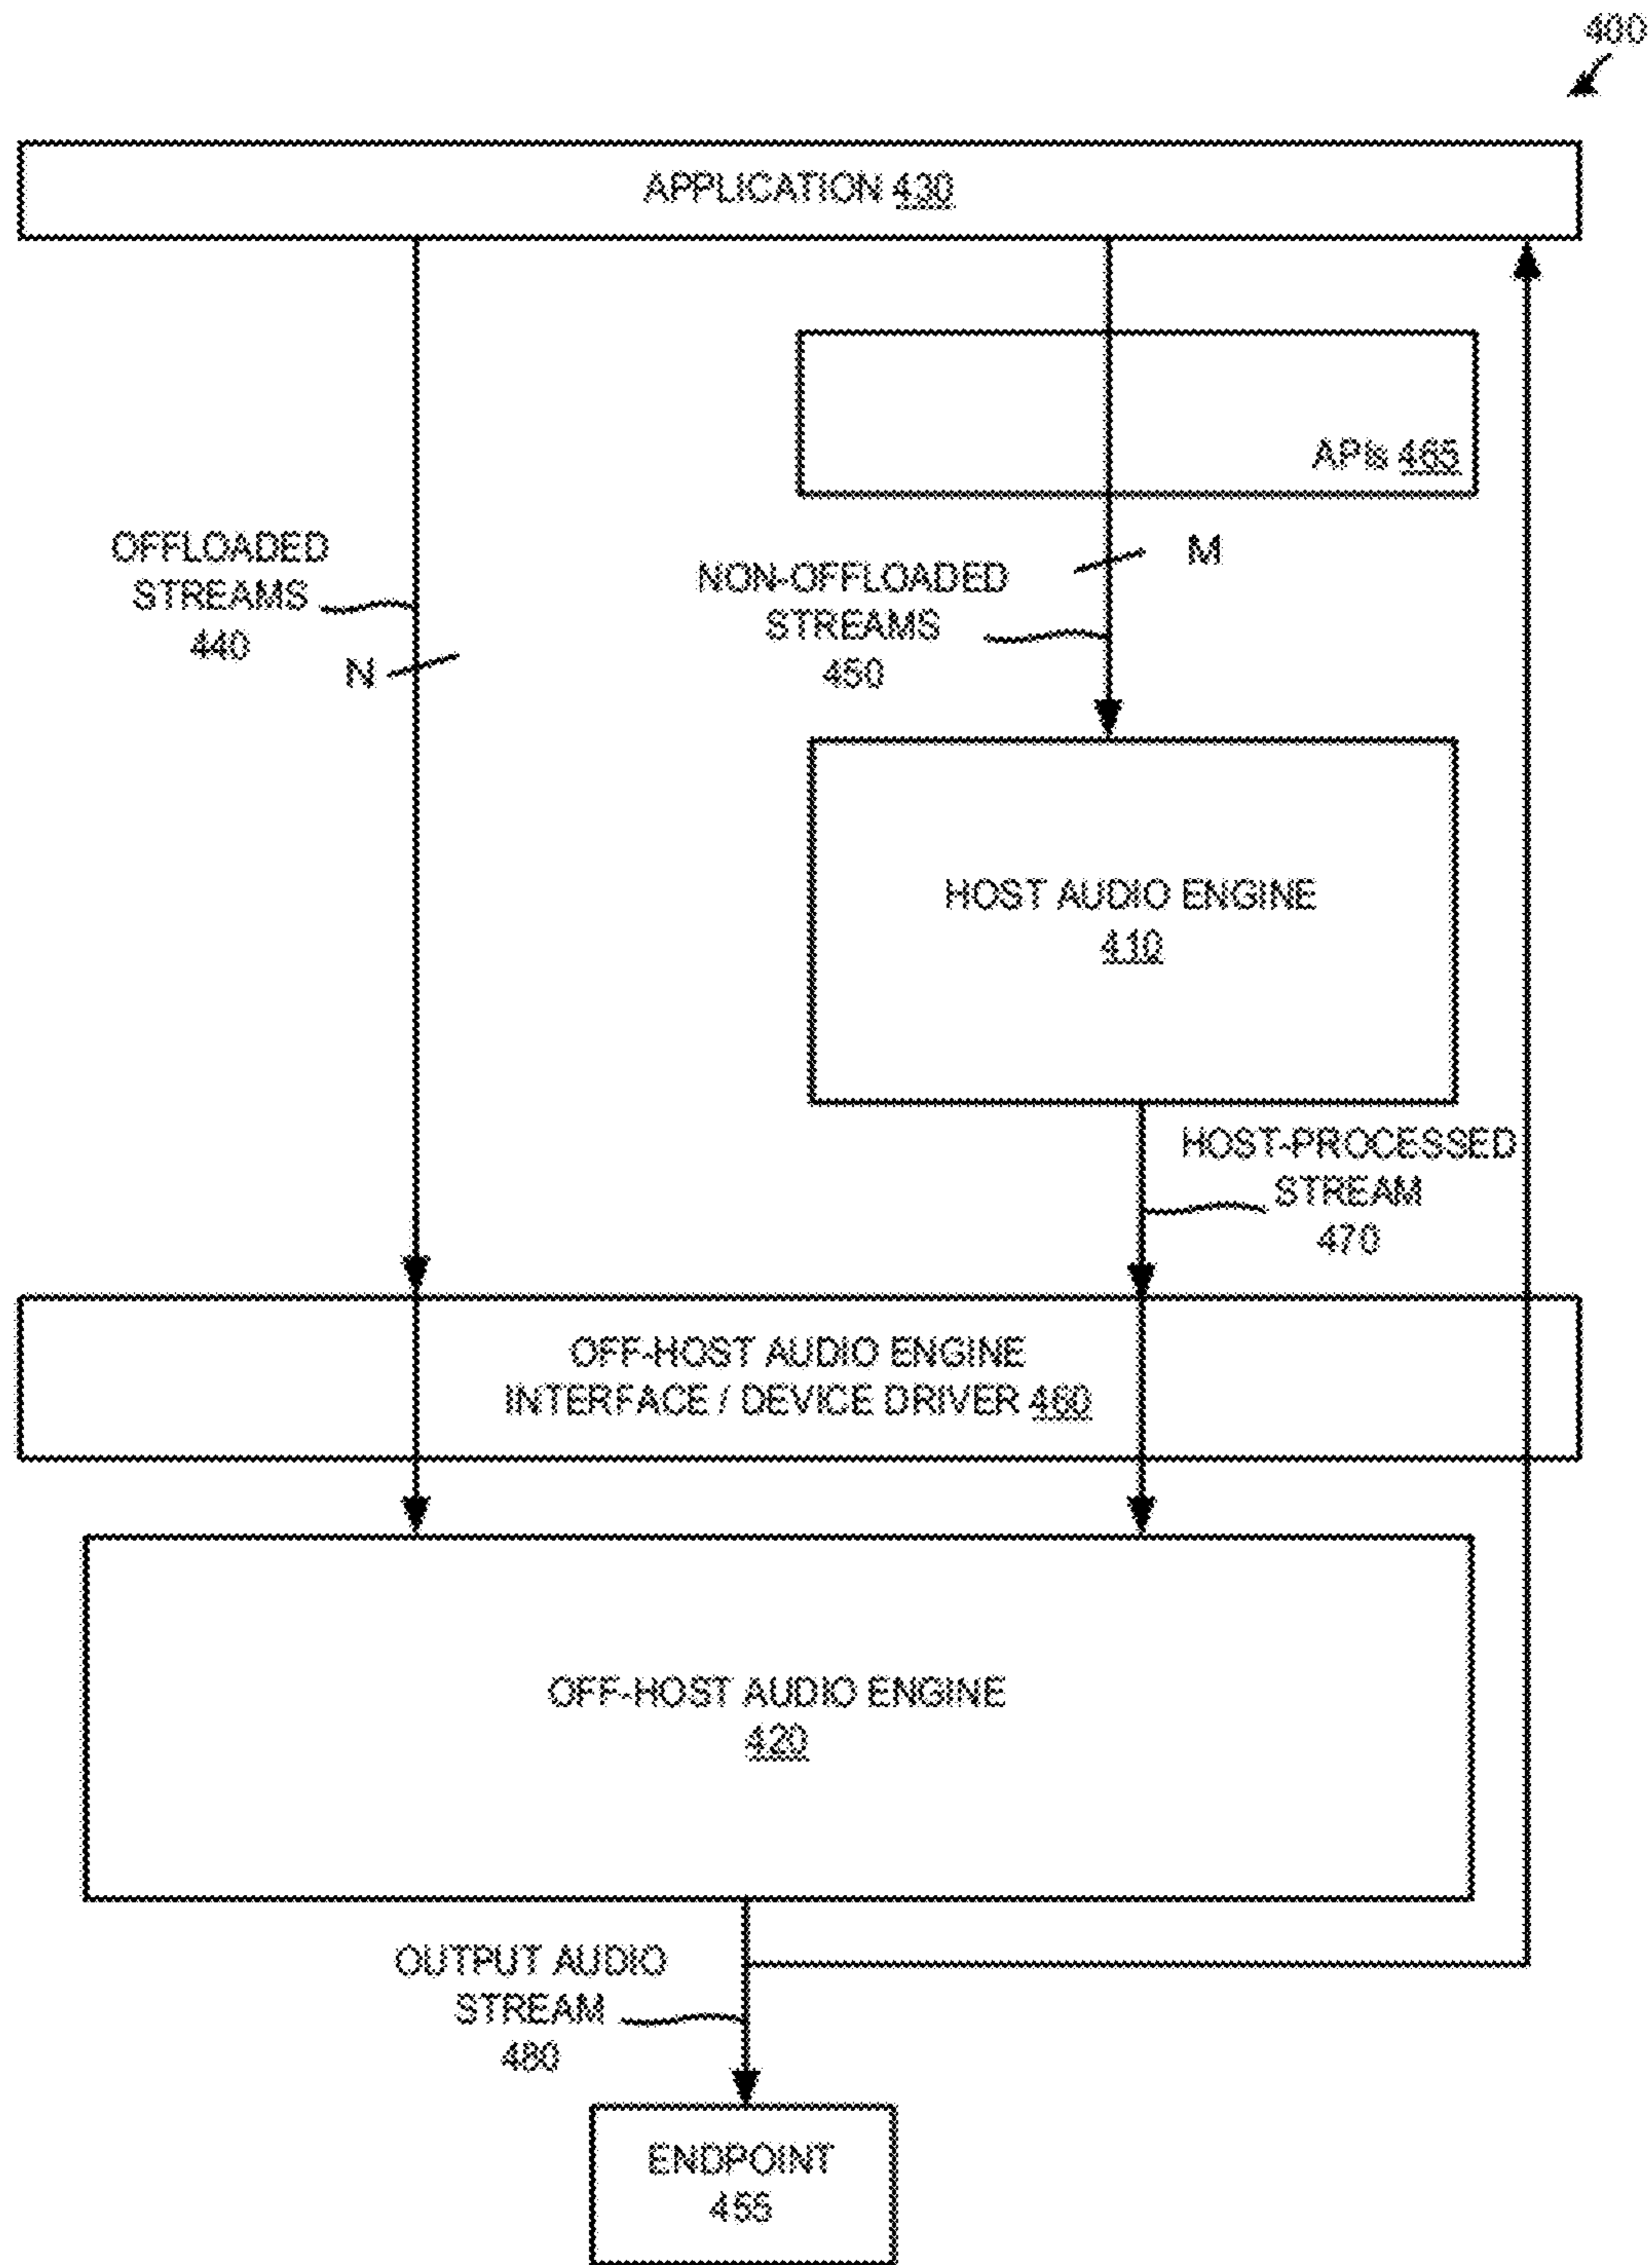 400
APPLICATION 430
APIs 465
OFFLOADED
STREAMS
440
N
NON-OFFLOADED
STREAMS
450
M
HOST AUDIO ENGINE
410
HOST-PROCESSED
STREAM
470
OFF-HOST AUDIO ENGINE
INTERFACE / DEVICE DRIVER 460
OFF-HOST AUDIO ENGINE
420
OUTPUT AUDIO
STREAM
480
ENDPOINT
455